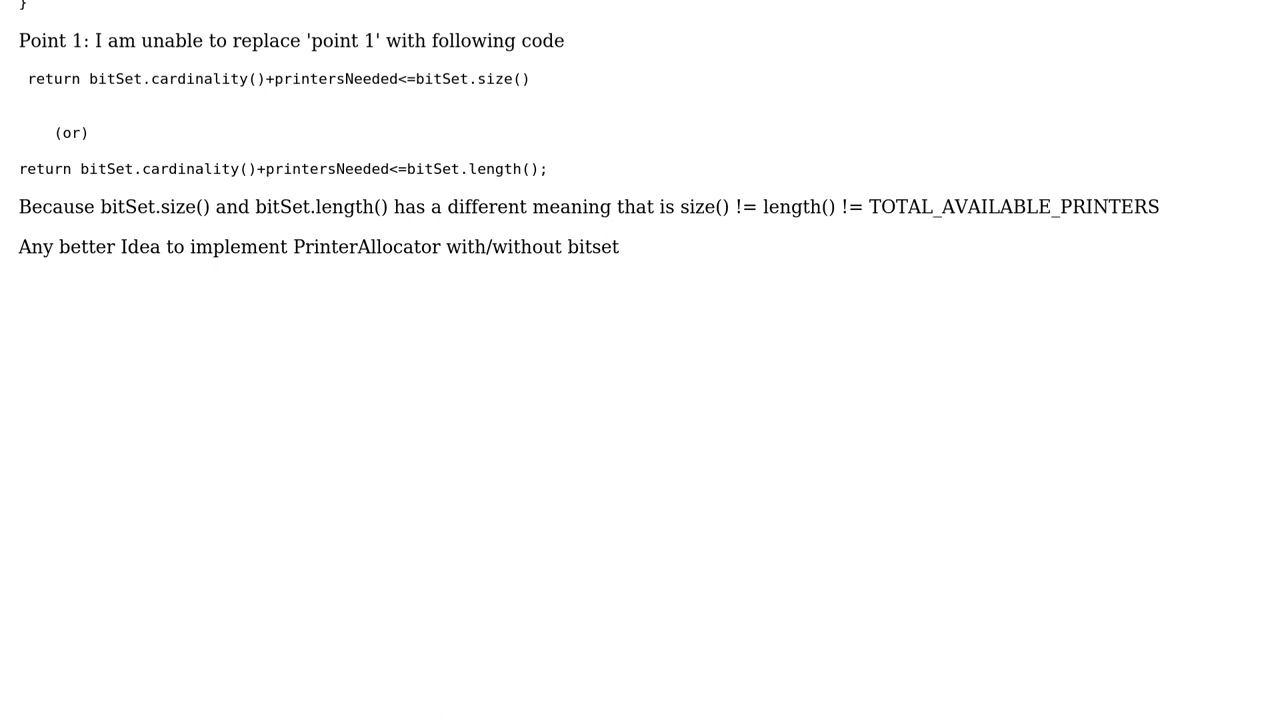 }
Point 1: I am unable to replace 'point 1' with following code
return bitSet.cardinality()+printersNeeded<=bitSet.size()
(or)
return bitSet.cardinality()+printersNeeded<=bitSet.length();
Because bitSet.size() and bitSet.length() has a different meaning that is size() != length() != TOTAL_AVAILABLE_PRINTERS
Any better Idea to implement PrinterAllocator with/without bitset